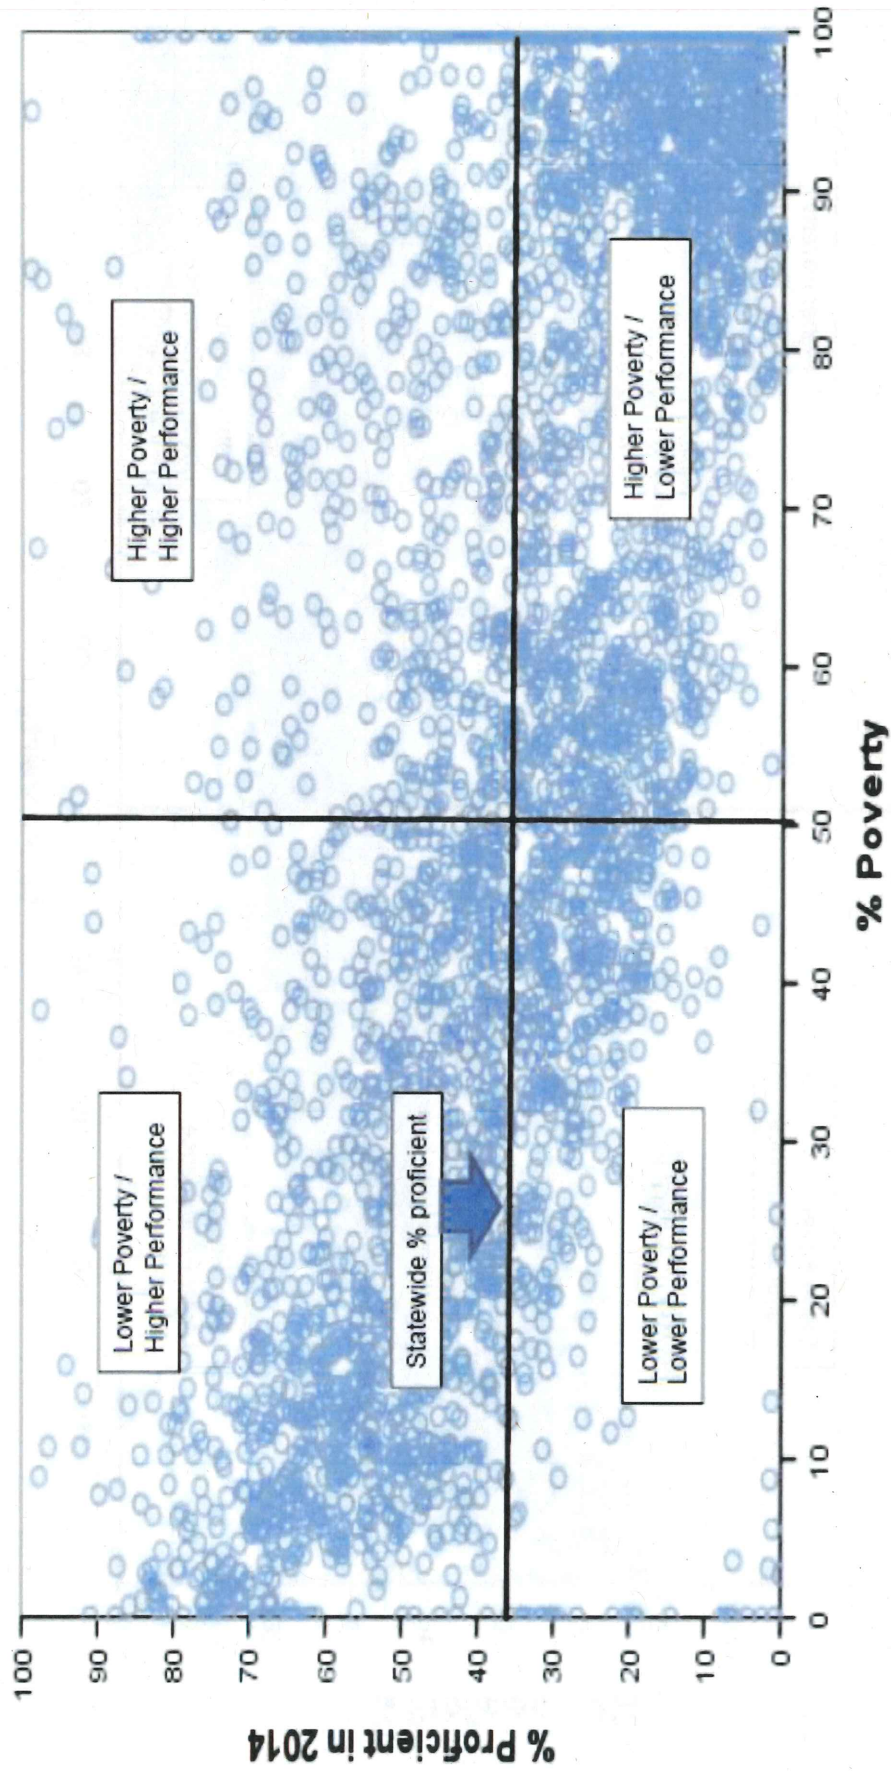 % Proficient in 2014
100
90
80
70
60
50
40
30
20
10
0
Lower Poverty /
Higher Performance
Higher Poverty /
Higher Performance
Statewide % proficient
Lower Poverty /
Lower Performance
Higher Poverty /
Lower Performance
0
10
20
30
40
50
60
70
80
90
100
% Poverty